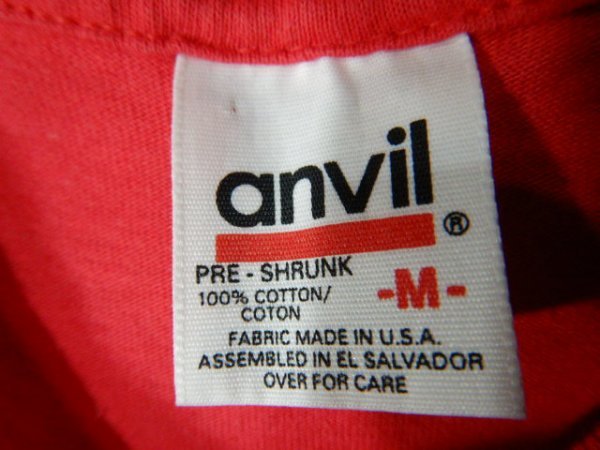 anvil®
PRE - SHRUNK
100% COTTON/
COTON
-M-
FABRIC MADE IN U.S.A.
ASSEMBLED IN EL SALVADOR
OVER FOR CARE